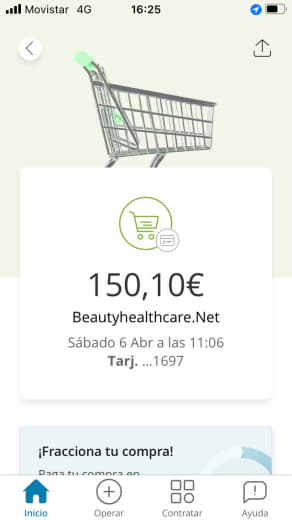 Movistar 4G 16:25
150,10€
Beautyhealthcare.Net
Sábado 6 Abr a las 11:06
Tarj. ...1697
¡Fracciona tu compra!
Paga tu compra en
Inicio Operar Contratar Ayuda